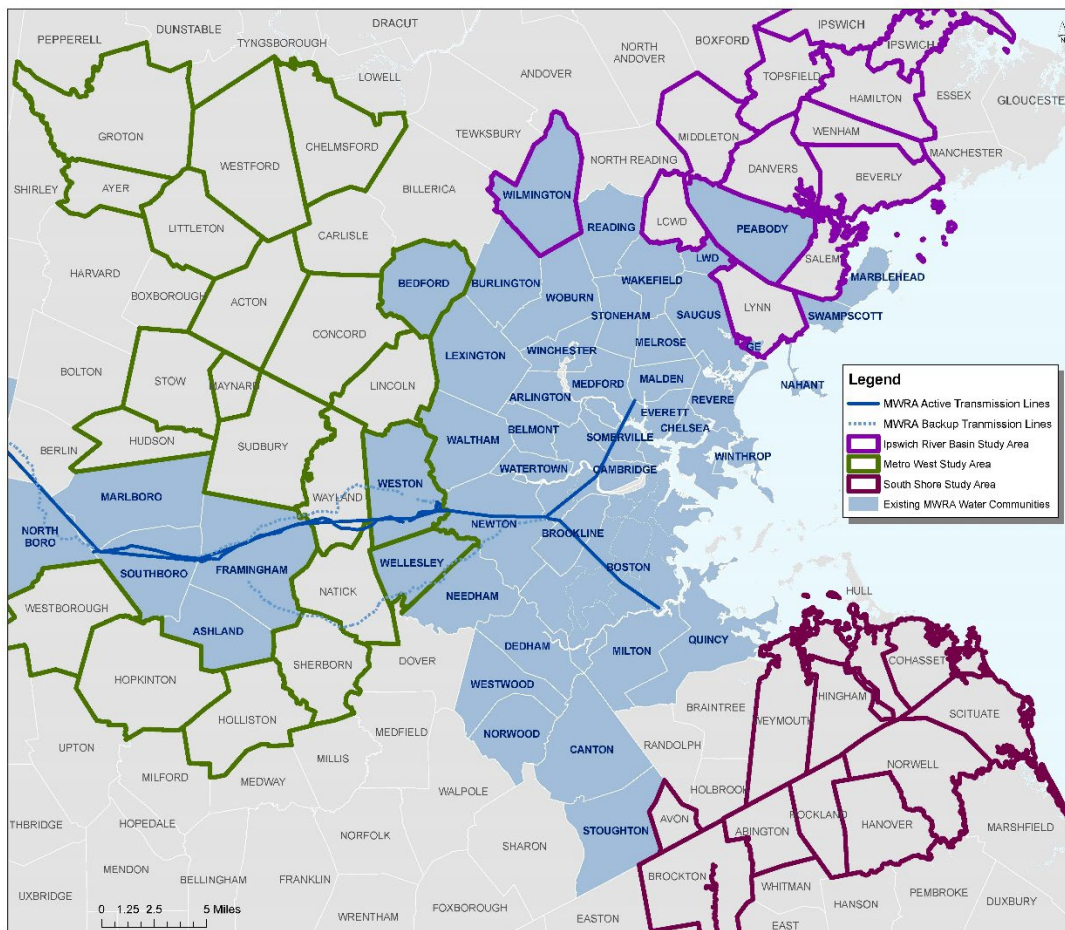 DUNSTABLE
DRACUT
IPSWICH
PEPPERELL
TYNGSBOROUGH
NORTH
ANDOVER
BOXFORD
IPSWICH
LOWELL
ANDOVER
TOPSFIELD
HAMILTON
ESSEX
GLOUCESTER
GROTON
TEWKSBURY
MIDDLETON
WENHAM
CHELMSFORD
NORTH READING
DANVERS
MANCHESTER
WESTFORD
SHIRLEY
AYER
BILLERICA
WILMINGTON
BEVERLY
LITTLETON
READING
LCWD
PEABODY
CARLISLE
SALEM
HARVARD
BEDFORD
BURLINGTON
LWD
MARBLEHEAD
BOXBOROUGH
ACTON
WOBURN
WAKEFIELD
LYNN
CONCORD
STONEHAM
SAUGUS
SWAMPSCOTT
LEXINGTON
WINCHESTER
MELROSE
GE
BOLTON
STOW
MAYNARD
LINCOLN
MEDFORD
MALDEN
NAHANT
ARLINGTON
REVERE
EVERETT
BERLIN
HUDSON
SUDBURY
WALTHAM
BELMONT
SOMERVILLE
CHELSEA
WINTHROP
WATERTOWN
CAMBRIDGE
MARLBORO
WAYLAND
WESTON
NORTH
BORO
NEWTON
BROOKLINE
SOUTHBORO
FRAMINGHAM
WELLESLEY
BOSTON
NATICK
NEEDHAM
WESTBOROUGH
HULL
ASHLAND
DEDHAM
MILTON
QUINCY
SHERBORN
DOVER
COHASSET
HOPKINTON
WESTWOOD
HINGHAM
HOLLISTON
BRAINTREE
WEYMOUTH
SCITUATE
MEDFIELD
NORWOOD
UPTON
MILLIS
CANTON
RANDOLPH
NORWELL
MILFORD
MEDWAY
WALPOLE
HOLBROOK
THBRIDGE
HOPEDALE
STOUGHTON
AVON
ABINGTON
ROCKLAND
HANOVER
MARSHFIELD
NORFOLK
SHARON
MENDON
BELLINGHAM
FRANKLIN
BROCKTON
WHITMAN
UXBRIDGE
FOXBOROUGH
HANSON
PEMBROKE
DUXBURY
WRENTHAM
EASTON
EAST
Legend
MWRA Active Transmission Lines
MWRA Backup Tranmission Lines
Ipswich River Basin Study Area
Metro West Study Area
South Shore Study Area
Existing MWRA Water Communities
0 1.25 2.5 5 Miles